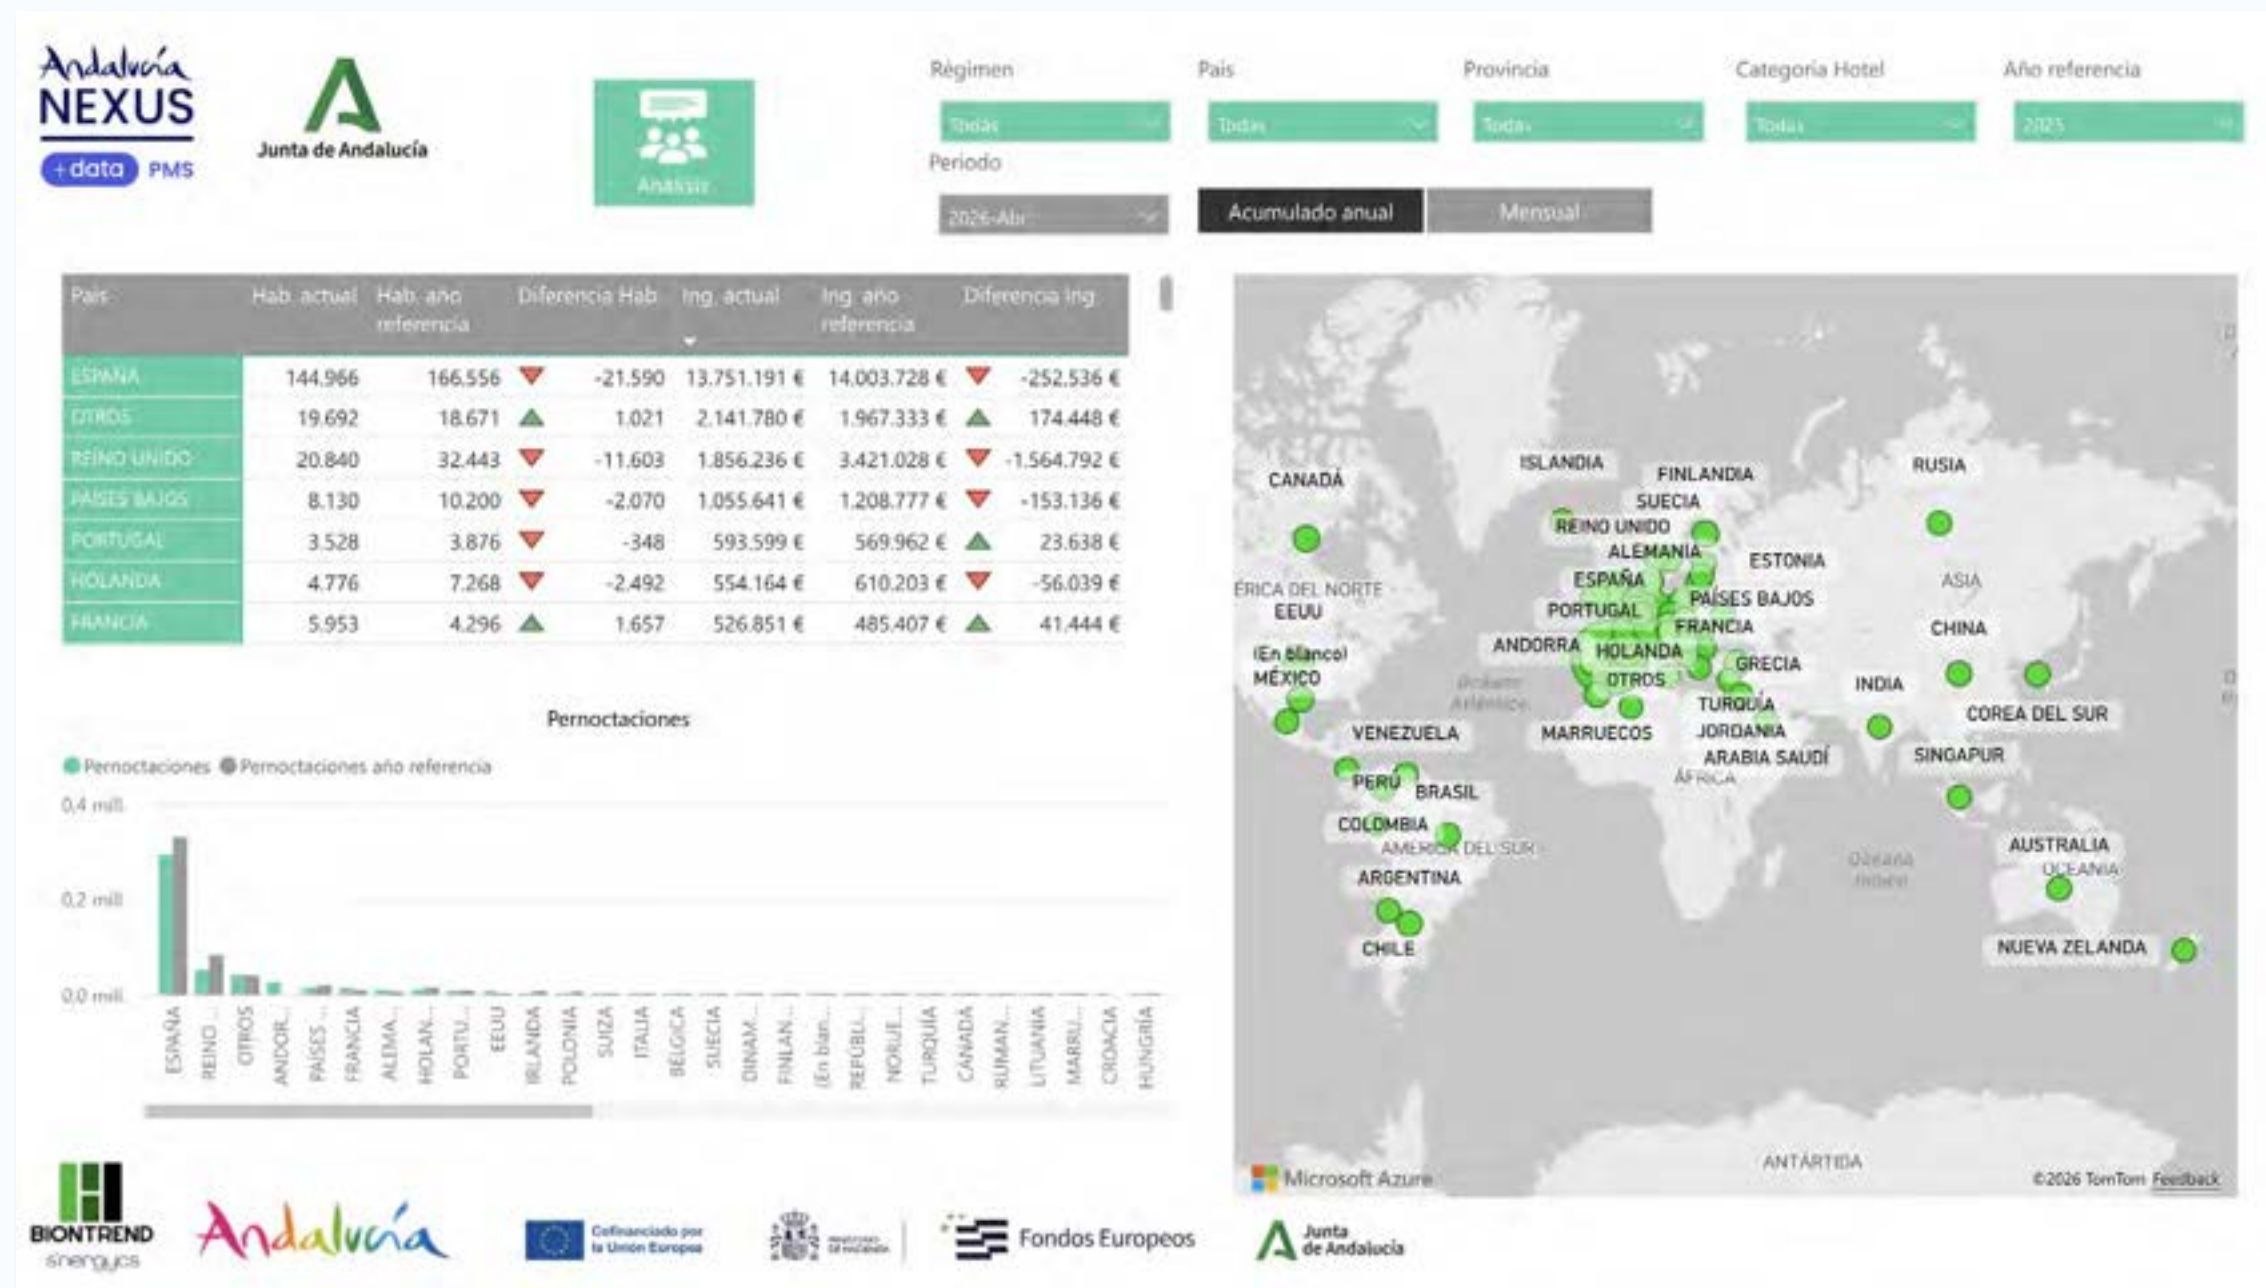 Andalucía
NEXUS
+data PMS
Junta de Andalucía
Análisis
Régimen
País
Provincia
Categoría Hotel
Año referencia
Todas
Todas
Todas
Todas
2025
Periodo
2026-Abr
Acumulado anual
Mensual
País Hab. actual Hab. año referencia Diferencia Hab Ing. actual Ing. año referencia Diferencia Ing
ESPAÑA 144.966 166.556 -21.590 13.751.191 € 14.003.728 € -252.536 €
OTROS 19.692 18.671 1.021 2.141.780 € 1.967.333 € 174.448 €
REINO UNIDO 20.840 32.443 -11.603 1.856.236 € 3.421.028 € -1.564.792 €
PAÍSES BAJOS 8.130 10.200 -2.070 1.055.641 € 1.208.777 € -153.136 €
PORTUGAL 3.528 3.876 -348 593.599 € 569.962 € 23.638 €
HOLANDA 4.776 7.268 -2.492 554.164 € 610.203 € -56.039 €
FRANCIA 5.953 4.296 1.657 526.851 € 485.407 € 41.444 €
Pernoctaciones
Pernoctaciones Pernoctaciones año referencia
0,4 mill.
0,2 mill.
0,0 mill.
ESPAÑA
REINO ...
OTROS
ANDOR...
PAÍSES ...
FRANCIA
ALEMA...
HOLAN...
PORTU...
EEUU
IRLANDA
POLONIA
SUIZA
ITALIA
BÉLGICA
SUECIA
DINAM...
FINLAN...
(En blan...
REPÚBLI...
NORUE...
TURQUÍA
CANADÁ
RUMAN...
LITUANIA
MARRU...
CROACIA
HUNGRÍA
CANADÁ
ISLANDIA
FINLANDIA
RUSIA
SUECIA
REINO UNIDO
ALEMANIA
ESTONIA
ESPAÑA
ASIA
ÉRICA DEL NORTE
PAÍSES BAJOS
EEUU
PORTUGAL
FRANCIA
CHINA
ANDORRA
HOLANDA
(En blanco)
GRECIA
MÉXICO
OTROS
INDIA
Océano
Atlántico
TURQUÍA
COREA DEL SUR
VENEZUELA
MARRUECOS
JORDANIA
ARABIA SAUDÍ
SINGAPUR
ÁFRICA
PERÚ
BRASIL
COLOMBIA
AMÉRICA DEL SUR
AUSTRALIA
Océano
Índico
OCEANÍA
ARGENTINA
CHILE
NUEVA ZELANDA
ANTÁRTIDA
Microsoft Azure
©2026 TomTom Feedback
BIONTREND
sinergycs
Andalucía
Cofinanciado por
la Unión Europea
MINISTERIO
DE HACIENDA
Fondos Europeos
Junta
de Andalucía